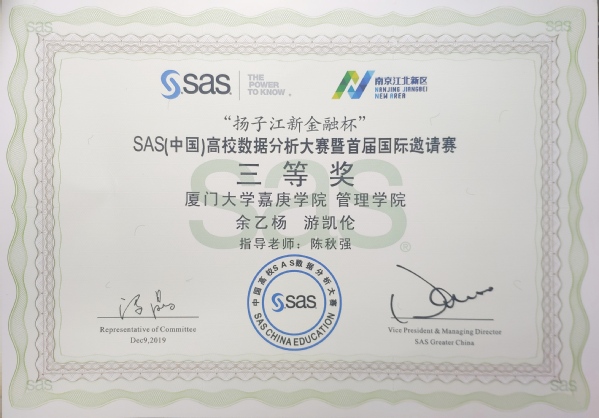 sas
sas
THE
POWER
TO KNOW®
南京江北新区
NANJING JIANGBEI
NEW AREA
“扬子江新金融杯”
SAS(中国)高校数据分析大赛暨首届国际邀请赛
三等奖
厦门大学嘉庚学院 管理学院
余乙杨 游凯伦
指导老师：陈秋强
sas®
中国高校SAS数据分析大赛
sas
SAS CHINA EDUCATION
Representative of Committee
Dec9,2019
Vice President & Managing Director
SAS Greater China
sas
sas